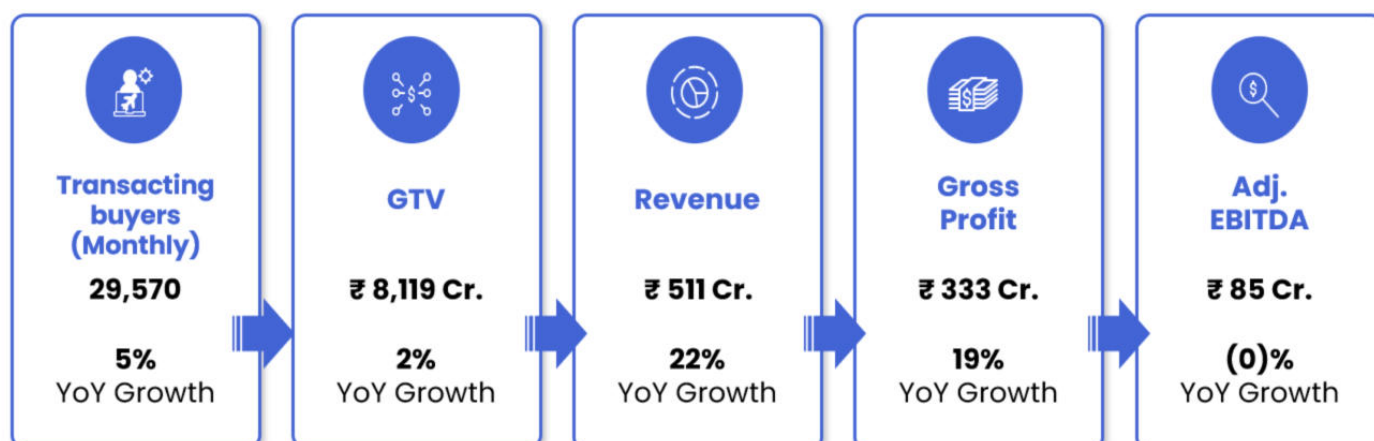 Transacting
buyers
(Monthly)
29,570
5%
YoY Growth
GTV
₹ 8,119 Cr.
2%
YoY Growth
Revenue
₹ 511 Cr.
22%
YoY Growth
Gross
Profit
₹ 333 Cr.
19%
YoY Growth
Adj.
EBITDA
₹ 85 Cr.
(0)%
YoY Growth